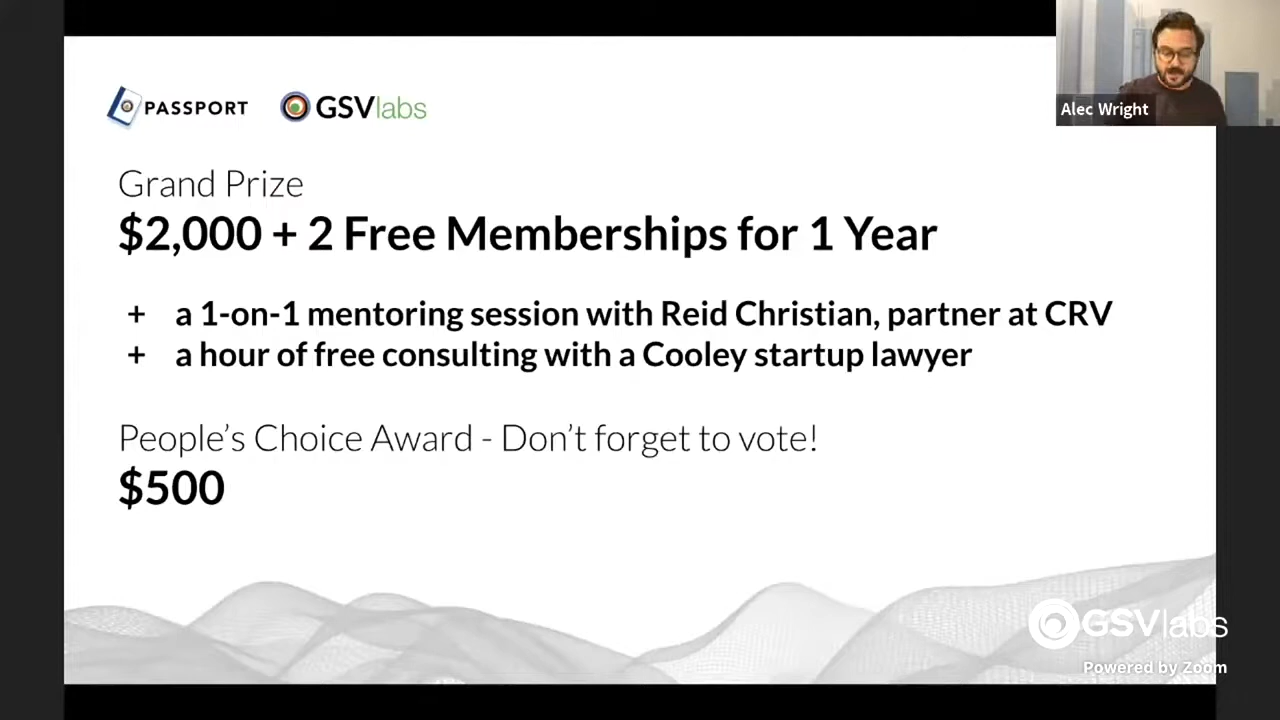 PASSPORT GSVlabs
Alec Wright
Grand Prize
$2,000 + 2 Free Memberships for 1 Year
+ a 1-on-1 mentoring session with Reid Christian, partner at CRV
+ a hour of free consulting with a Cooley startup lawyer
People’s Choice Award - Don’t forget to vote!
$500
GSVlabs
Powered by Zoom